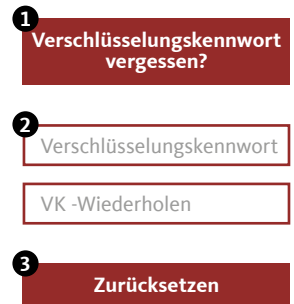 1
Verschlüsselungskennwort
vergessen?
2
Verschlüsselungskennwort
VK -Wiederholen
3
Zurücksetzen